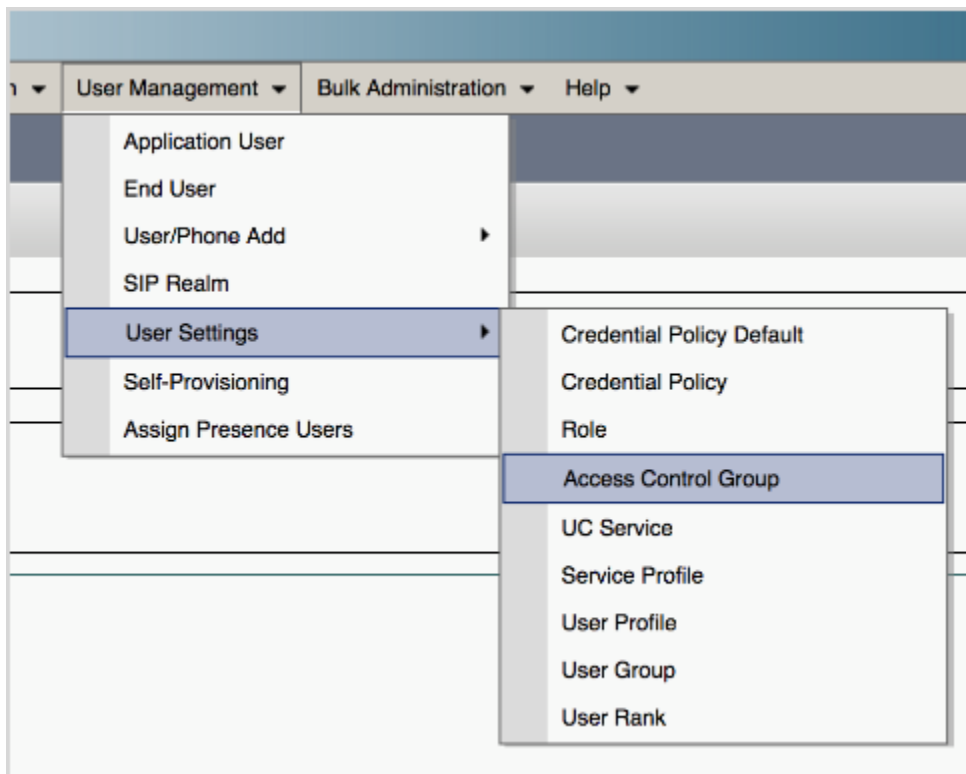 User Management Bulk Administration Help
Application User
End User
User/Phone Add
SIP Realm
User Settings
Self-Provisioning
Assign Presence Users
Credential Policy Default
Credential Policy
Role
Access Control Group
UC Service
Service Profile
User Profile
User Group
User Rank